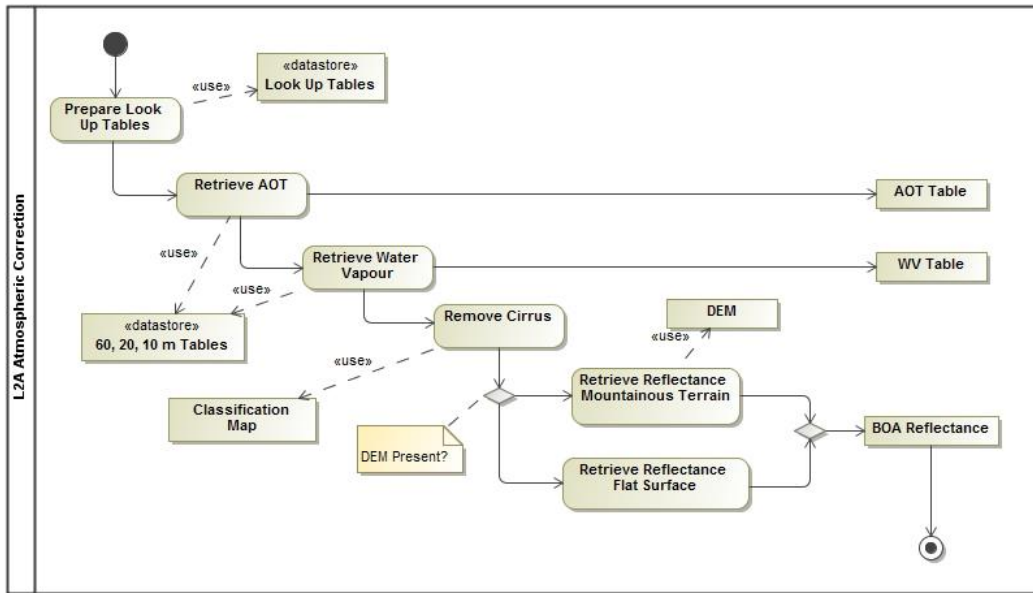 L2A Atmospheric Correction
«datastore»
Look Up Tables
«use»
Prepare Look
Up Tables
Retrieve AOT
AOT Table
«use»
Retrieve Water
Vapour
WV Table
«use»
«datastore»
60, 20, 10 m Tables
Remove Cirrus
DEM
«use»
«use»
Retrieve Reflectance
Mountainous Terrain
Classification
Map
DEM Present?
BOA Reflectance
Retrieve Reflectance
Flat Surface